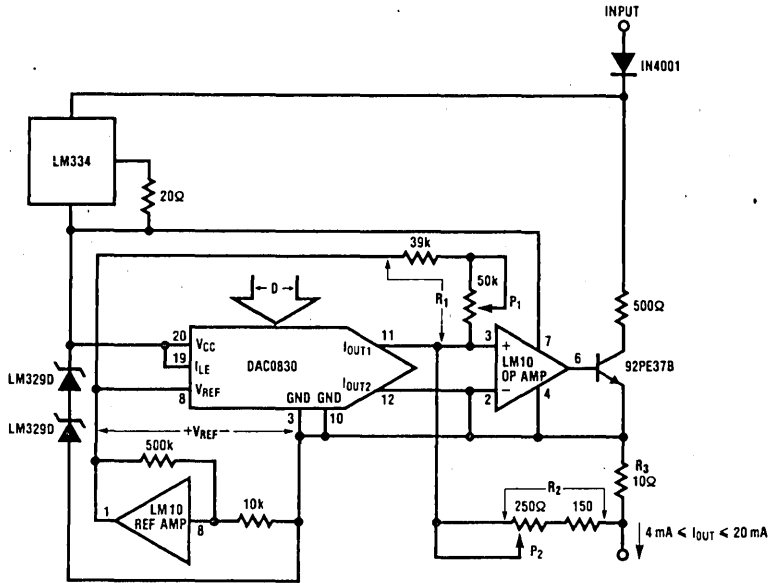 INPUT
IN4001
LM334
20Ω
39k
50k
R1
P1
D
500Ω
20
VCC
19
ILE
8
VREF
DAC0830
IOUT1
11
IOUT2
12
GND GND
3
10
3
+
LM10
OP AMP
−
2
7
4
6
92PE37B
LM329D
LM329D
+VREF
500k
1
LM10
REF AMP
8
10k
R3
10Ω
R2
250Ω
150
P2
4 mA ⩽ IOUT ⩽ 20 mA